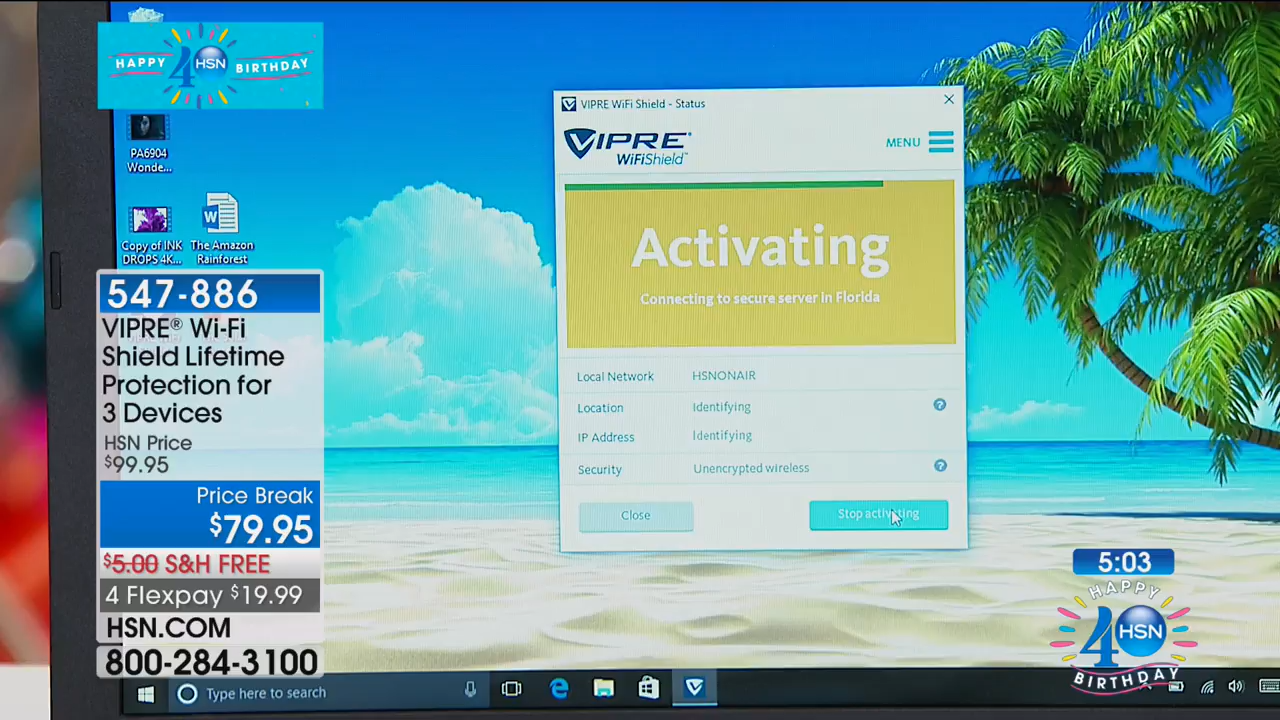 HAPPY 40 HSN BIRTHDAY
PA6904
Wonde...
Copy of INK
DROPS 4K...
The Amazon
Rainforest
547-886
VIPRE® Wi-Fi
Shield Lifetime
Protection for
3 Devices
HSN Price
$99.95
Price Break
$79.95
$5.00 S&H FREE
4 Flexpay $19.99
HSN.COM
800-284-3100
VIPRE WiFi Shield - Status
VIPRE®
WiFiShield™
MENU
Activating
Connecting to secure server in Florida
Local Network HSNONAIR
Location Identifying
IP Address Identifying
Security Unencrypted wireless
Close
Stop activating
5:03
HAPPY
40 HSN
BIRTHDAY
Type here to search